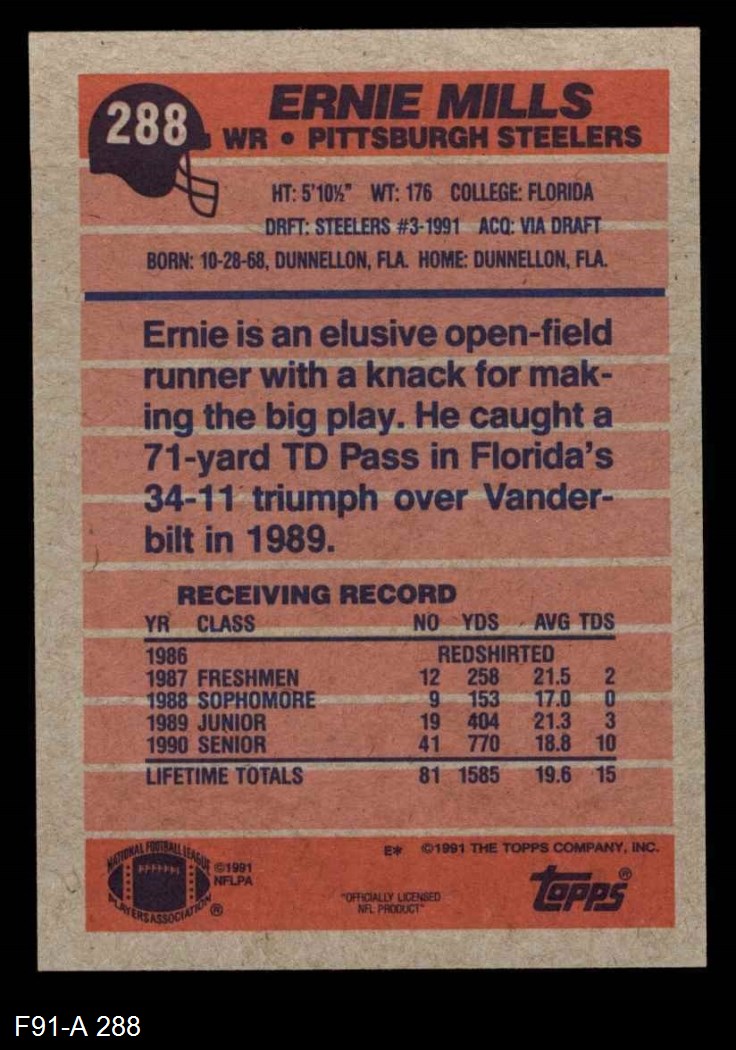 288
ERNIE MILLS
WR • PITTSBURGH STEELERS
HT: 5'10½" WT: 176 COLLEGE: FLORIDA
DRFT: STEELERS #3-1991 ACQ: VIA DRAFT
BORN: 10-28-68, DUNNELLON, FLA. HOME: DUNNELLON, FLA.
Ernie is an elusive open-field
runner with a knack for mak-
ing the big play. He caught a
71-yard TD Pass in Florida's
34-11 triumph over Vander-
bilt in 1989.
RECEIVING RECORD
YR CLASS NO YDS AVG TDS
1986 REDSHIRTED
1987 FRESHMEN 12 258 21.5 2
1988 SOPHOMORE 9 153 17.0 0
1989 JUNIOR 19 404 21.3 3
1990 SENIOR 41 770 18.8 10
LIFETIME TOTALS 81 1585 19.6 15
NATIONAL FOOTBALL LEAGUE
PLAYERS ASSOCIATION ®
©1991
NFLPA
E* ©1991 THE TOPPS COMPANY, INC.
"OFFICIALLY LICENSED
NFL PRODUCT"
topps®
F91-A 288